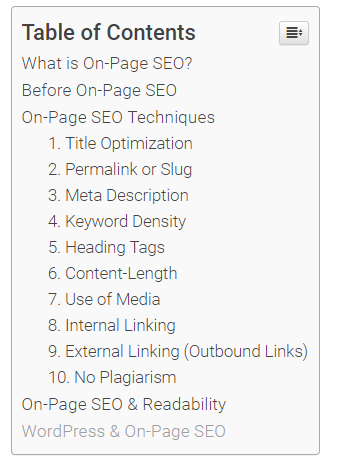 Table of Contents
What is On-Page SEO?
Before On-Page SEO
On-Page SEO Techniques
1. Title Optimization
2. Permalink or Slug
3. Meta Description
4. Keyword Density
5. Heading Tags
6. Content-Length
7. Use of Media
8. Internal Linking
9. External Linking (Outbound Links)
10. No Plagiarism
On-Page SEO & Readability
WordPress & On-Page SEO